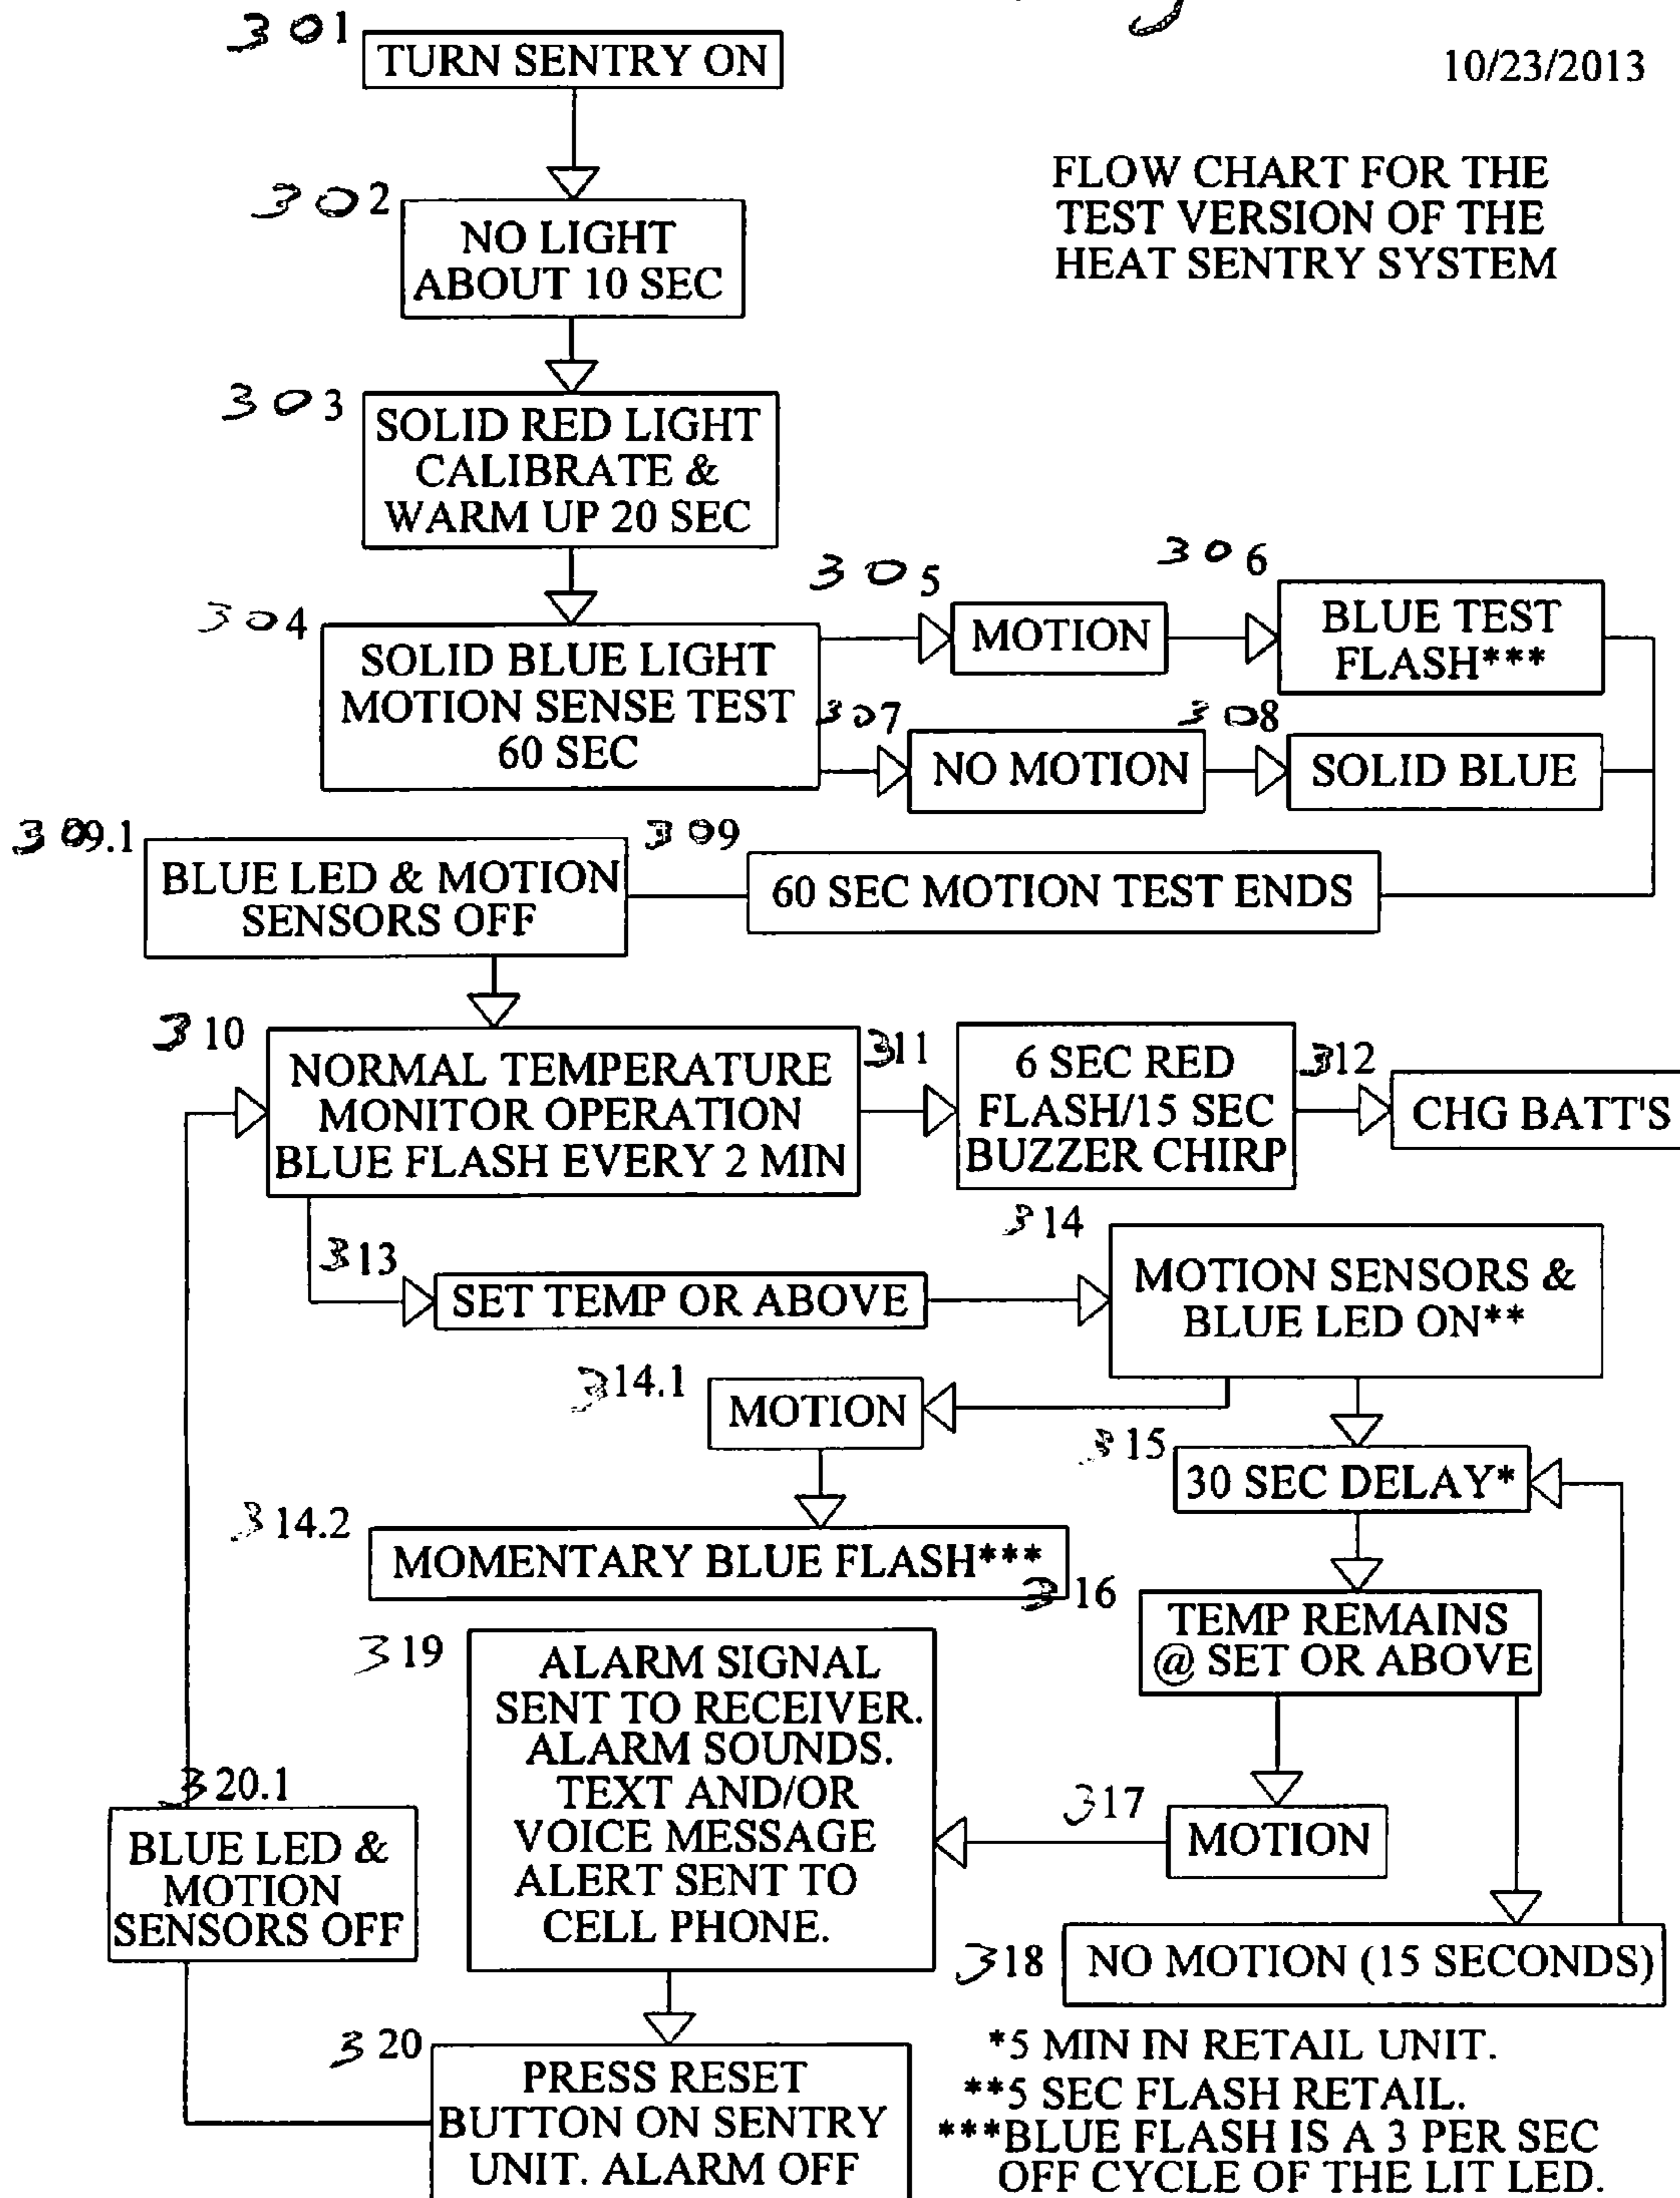 10/23/2013
FLOW CHART FOR THE
TEST VERSION OF THE
HEAT SENTRY SYSTEM
301
TURN SENTRY ON
302
NO LIGHT
ABOUT 10 SEC
303
SOLID RED LIGHT
CALIBRATE &
WARM UP 20 SEC
304
SOLID BLUE LIGHT
MOTION SENSE TEST
60 SEC
305
MOTION
306
BLUE TEST
FLASH***
307
NO MOTION
308
SOLID BLUE
309
60 SEC MOTION TEST ENDS
309.1
BLUE LED & MOTION
SENSORS OFF
310
NORMAL TEMPERATURE
MONITOR OPERATION
BLUE FLASH EVERY 2 MIN
311
6 SEC RED
FLASH/15 SEC
BUZZER CHIRP
312
CHG BATT'S
313
SET TEMP OR ABOVE
314
MOTION SENSORS &
BLUE LED ON**
314.1
MOTION
314.2
MOMENTARY BLUE FLASH***
315
30 SEC DELAY*
316
TEMP REMAINS
@ SET OR ABOVE
317
MOTION
318
NO MOTION (15 SECONDS)
319
ALARM SIGNAL
SENT TO RECEIVER.
ALARM SOUNDS.
TEXT AND/OR
VOICE MESSAGE
ALERT SENT TO
CELL PHONE.
320
PRESS RESET
BUTTON ON SENTRY
UNIT. ALARM OFF
320.1
BLUE LED &
MOTION
SENSORS OFF
*5 MIN IN RETAIL UNIT.
**5 SEC FLASH RETAIL.
***BLUE FLASH IS A 3 PER SEC
OFF CYCLE OF THE LIT LED.